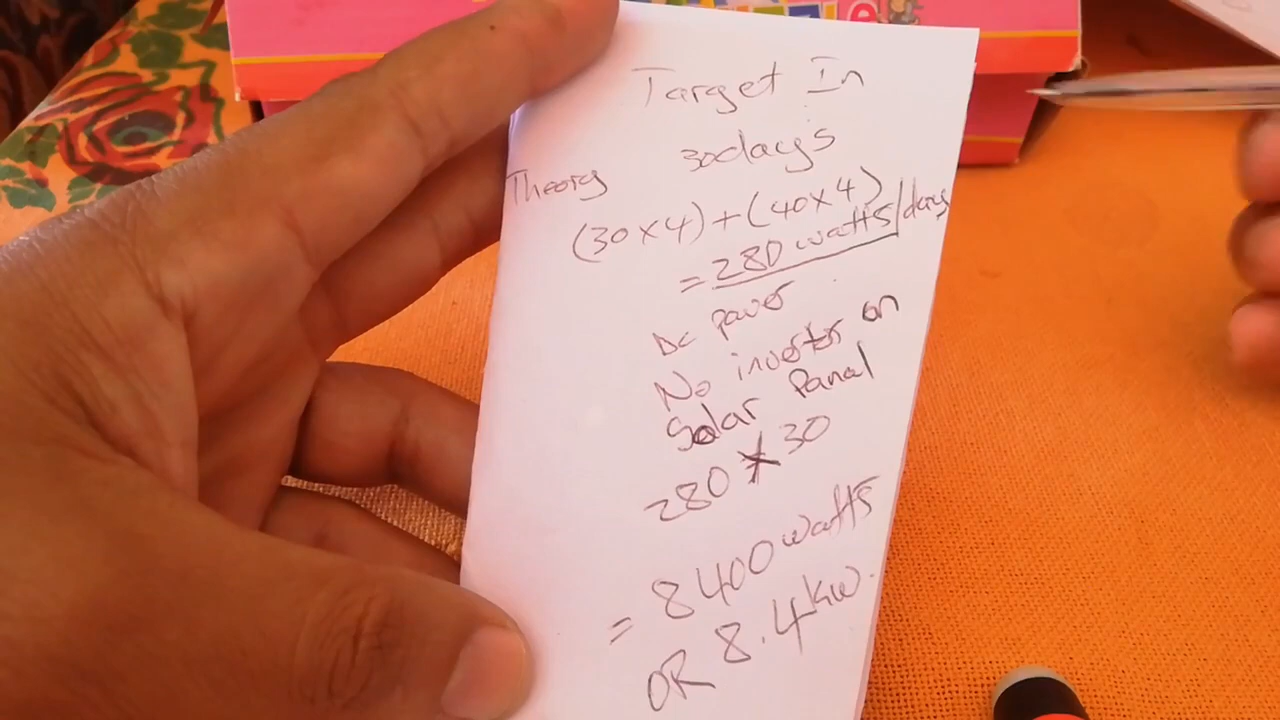 Target In
30days
Theory
(30×4)+(40×4)
=280 watts/days
Dc power
No invertor on
Solar Panal
280 × 30
= 8400 watts
OR 8.4kw.